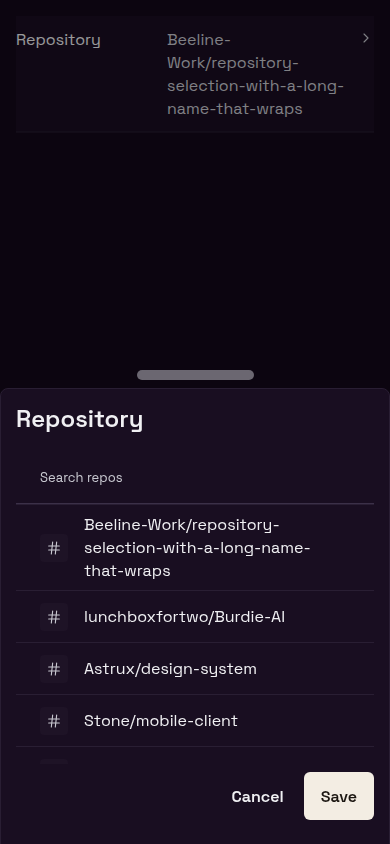 Repository
Beeline-
Work/repository-
selection-with-a-long-
name-that-wraps
Repository
Search repos
#
Beeline-Work/repository-
selection-with-a-long-name-
that-wraps
# lunchboxfortwo/Burdie-AI
# Astrux/design-system
# Stone/mobile-client
Cancel
Save